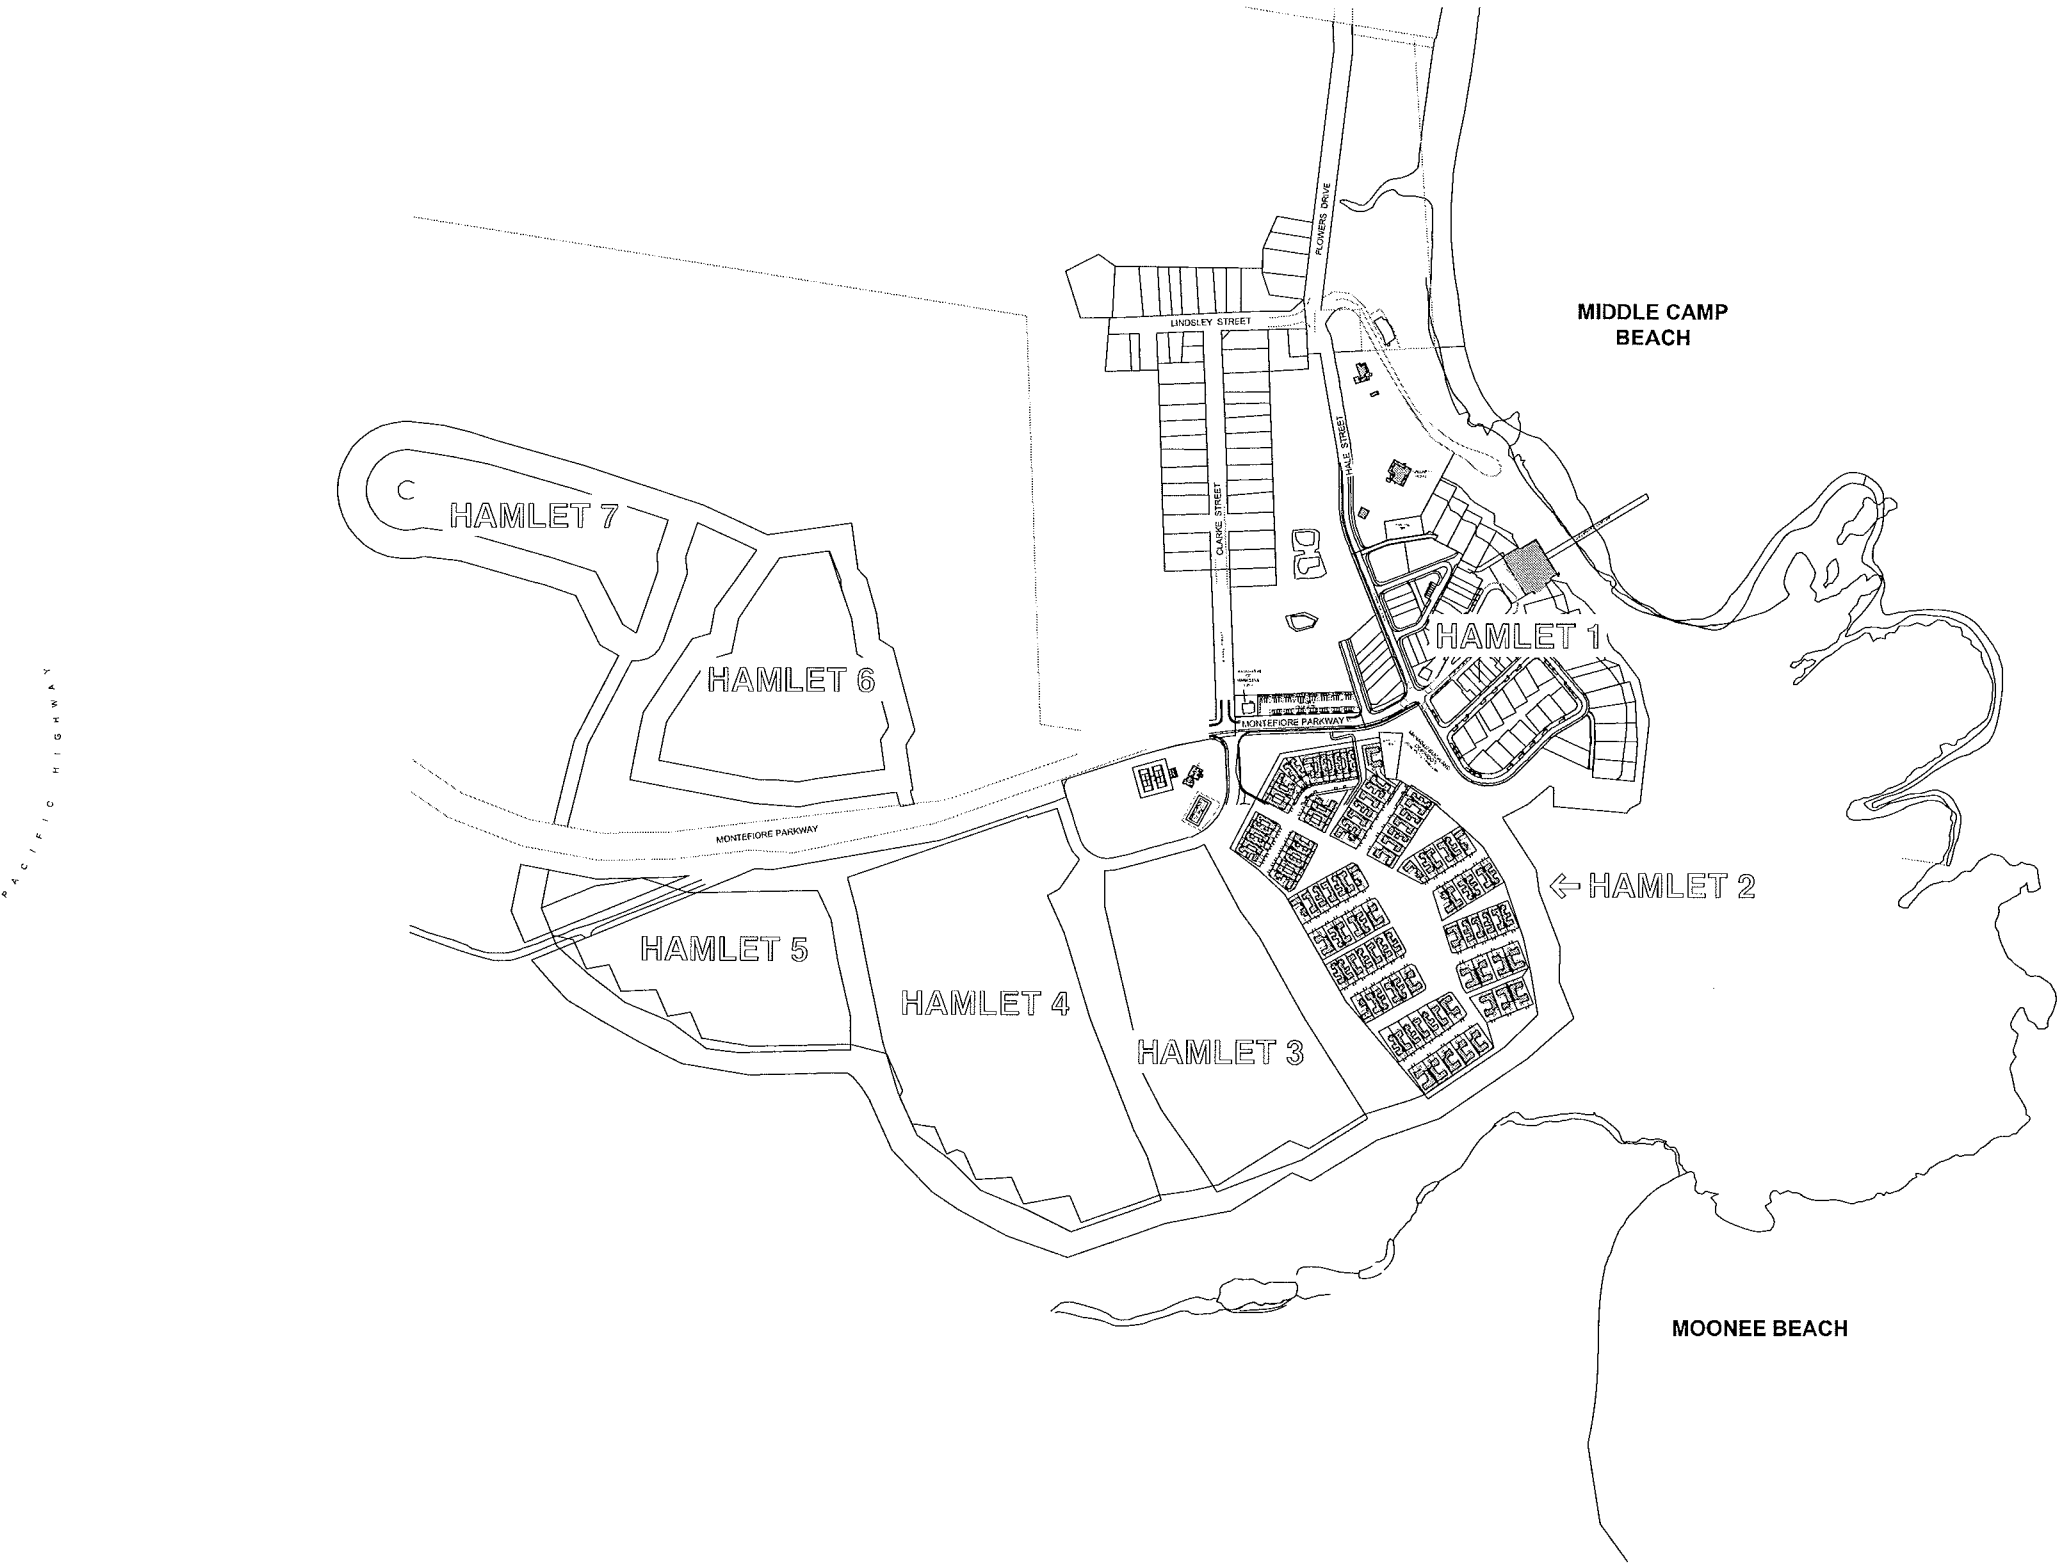 FLOWERS DRIVE
MIDDLE CAMP
BEACH
LINDSLEY STREET
HALE STREET
CLARKE STREET
HAMLET 7
HAMLET 1
HAMLET 6
PACIFIC HIGHWAY
MONTEFIORE PARKWAY
MONTEFIORE PARKWAY
HAMLET 2
HAMLET 5
HAMLET 4
HAMLET 3
MOONEE BEACH